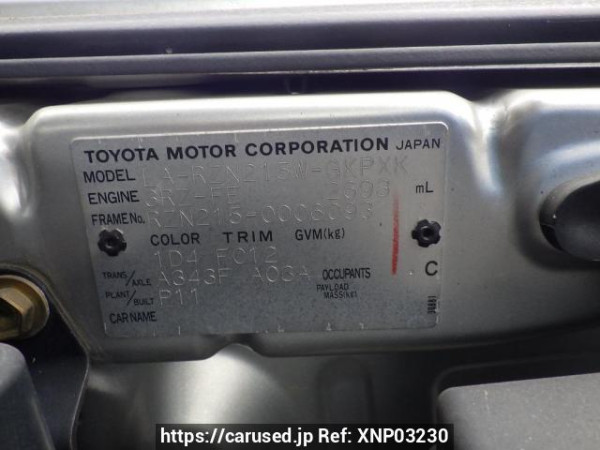 TOYOTA MOTOR CORPORATION JAPAN
MODEL LA-RZN215W-GKPXK
ENGINE 3RZ-FE 2693 mL
FRAME No. RZN215-0006093
COLOR TRIM GVM(kg)
1D4 FC12
TRANS/AXLE A343F A03A OCCUPANTS C
PLANT/BUILT P11 PAYLOAD MASS(kg)
CAR NAME
https://carused.jp Ref: XNP03230